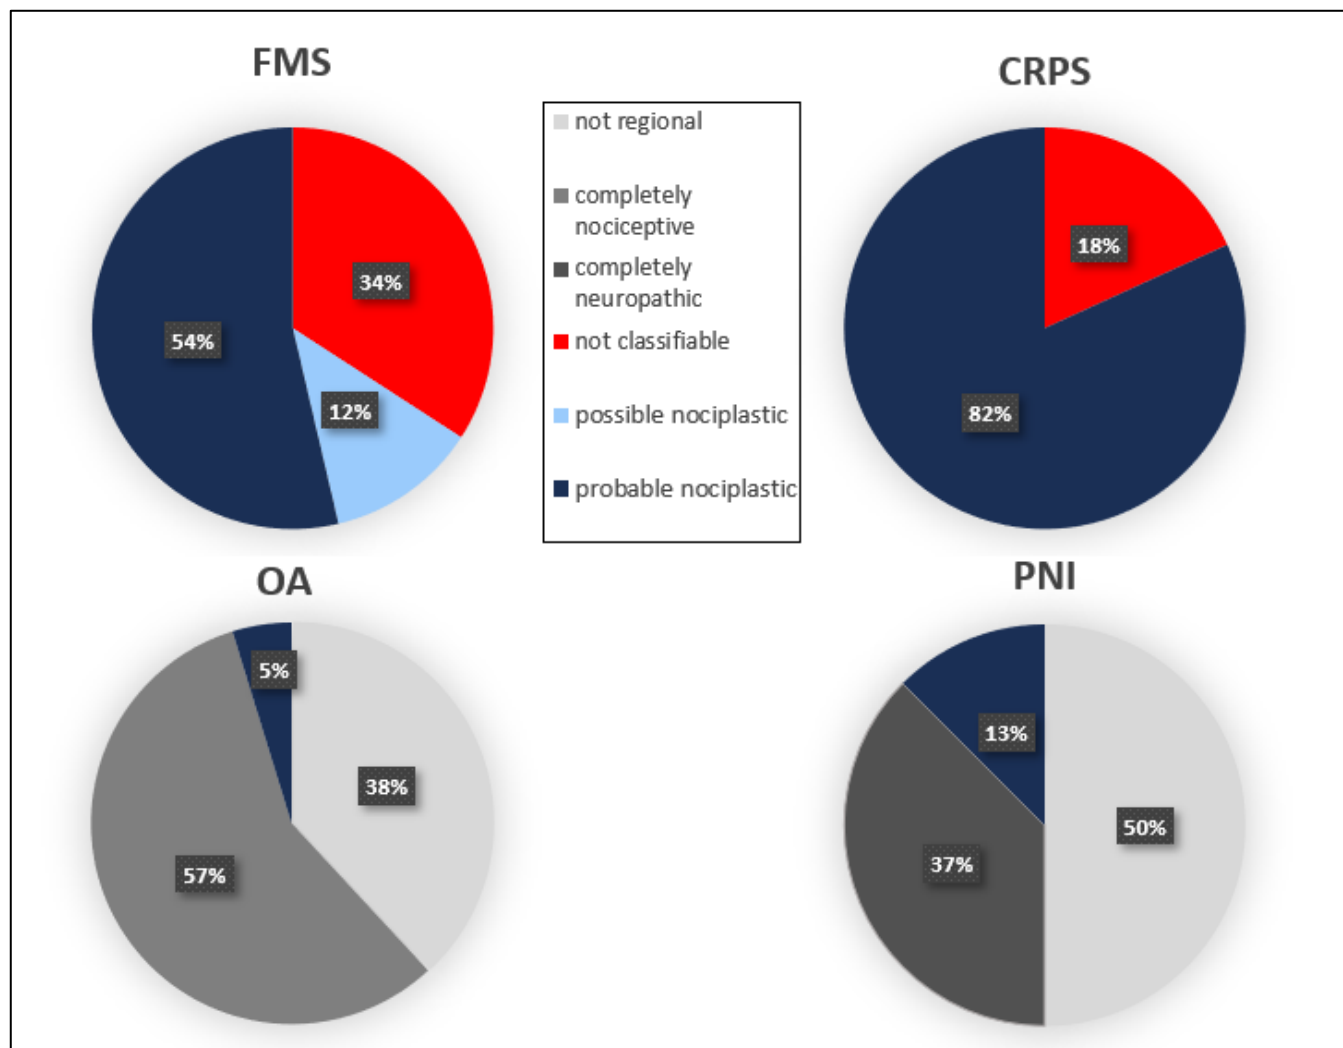 FMS
34%
12%
54%
not regional
completely
nociceptive
completely
neuropathic
not classifiable
possible nociplastic
probable nociplastic
CRPS
18%
82%
OA
5%
38%
57%
PNI
13%
50%
37%